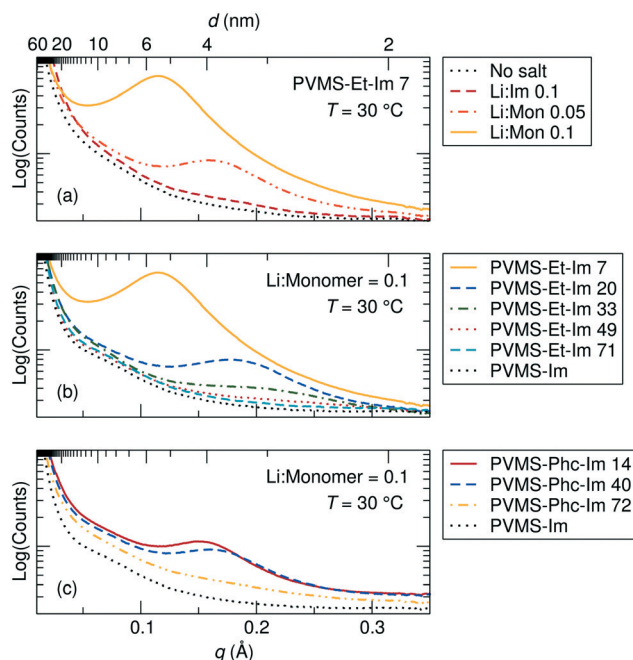 d (nm)
60 20 10 6 4 2
Log(Counts)
PVMS-Et-Im 7
T = 30 °C
(a)
No salt
Li:Im 0.1
Li:Mon 0.05
Li:Mon 0.1
Log(Counts)
Li:Monomer = 0.1
T = 30 °C
(b)
PVMS-Et-Im 7
PVMS-Et-Im 20
PVMS-Et-Im 33
PVMS-Et-Im 49
PVMS-Et-Im 71
PVMS-Im
Log(Counts)
Li:Monomer = 0.1
T = 30 °C
(c)
PVMS-Phc-Im 14
PVMS-Phc-Im 40
PVMS-Phc-Im 72
PVMS-Im
0.1 0.2 0.3
q (Å)